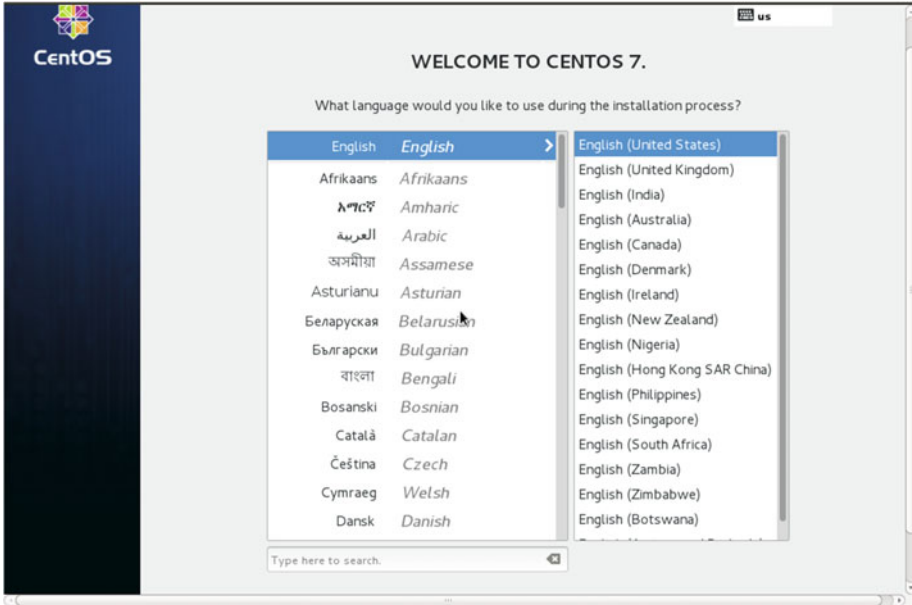 us
CentOS
WELCOME TO CENTOS 7.
What language would you like to use during the installation process?
English English
Afrikaans Afrikaans
አማርኛ Amharic
العربية Arabic
অসমীয়া Assamese
Asturianu Asturian
Беларуская Belarusian
Български Bulgarian
বাংলা Bengali
Bosanski Bosnian
Català Catalan
Čeština Czech
Cymraeg Welsh
Dansk Danish
Type here to search.
English (United States)
English (United Kingdom)
English (India)
English (Australia)
English (Canada)
English (Denmark)
English (Ireland)
English (New Zealand)
English (Nigeria)
English (Hong Kong SAR China)
English (Philippines)
English (Singapore)
English (South Africa)
English (Zambia)
English (Zimbabwe)
English (Botswana)